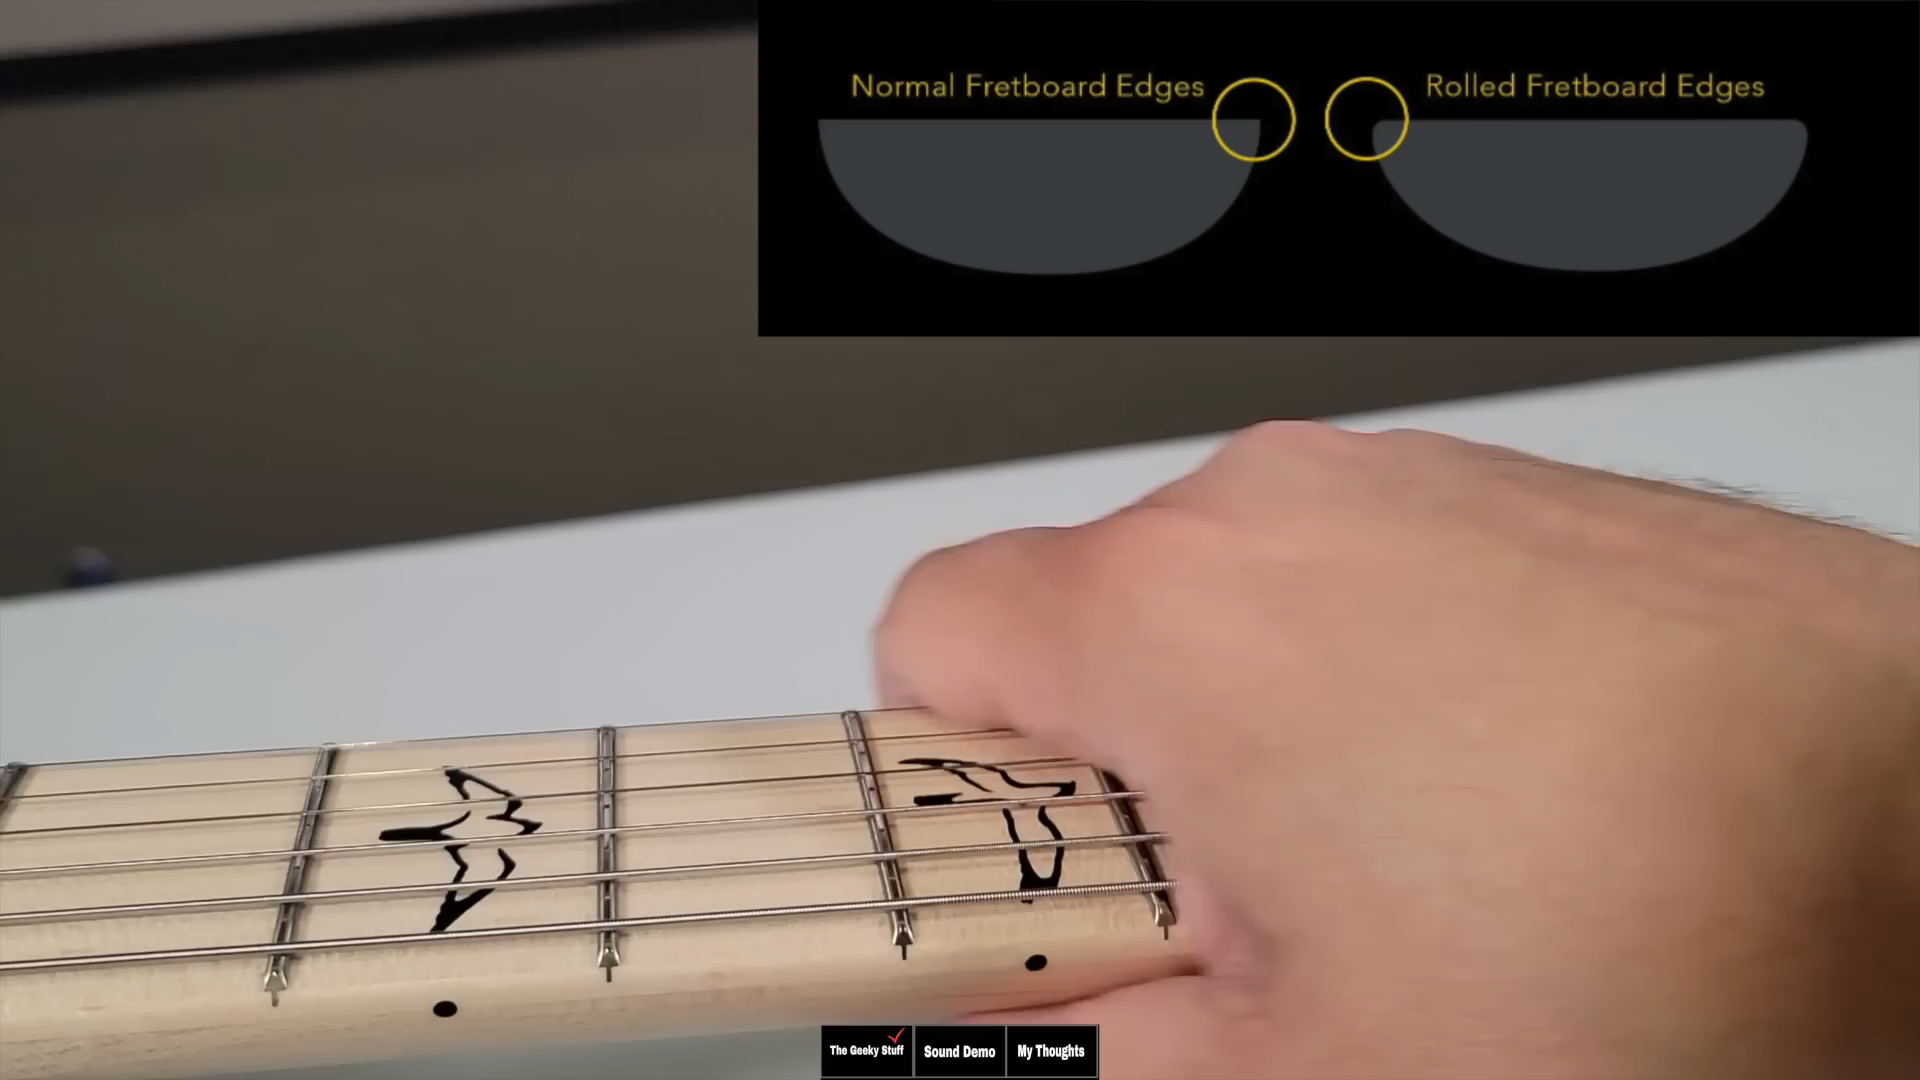 Normal Fretboard Edges
Rolled Fretboard Edges
The Geeky Stuff
Sound Demo
My Thoughts